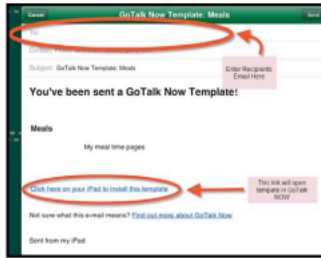 Cancel GoTalk Now Template: Meals Send
To:
Subject: GoTalk Now Template: Meals
Enter Recipients
Email Here
You've been sent a GoTalk Now Template!
Meals
My meal time pages
Click here on your iPad to install this template
This link will open
template in GoTalk
NOW
Not sure what this e-mail means? Find out more about GoTalk Now
Sent from my iPad